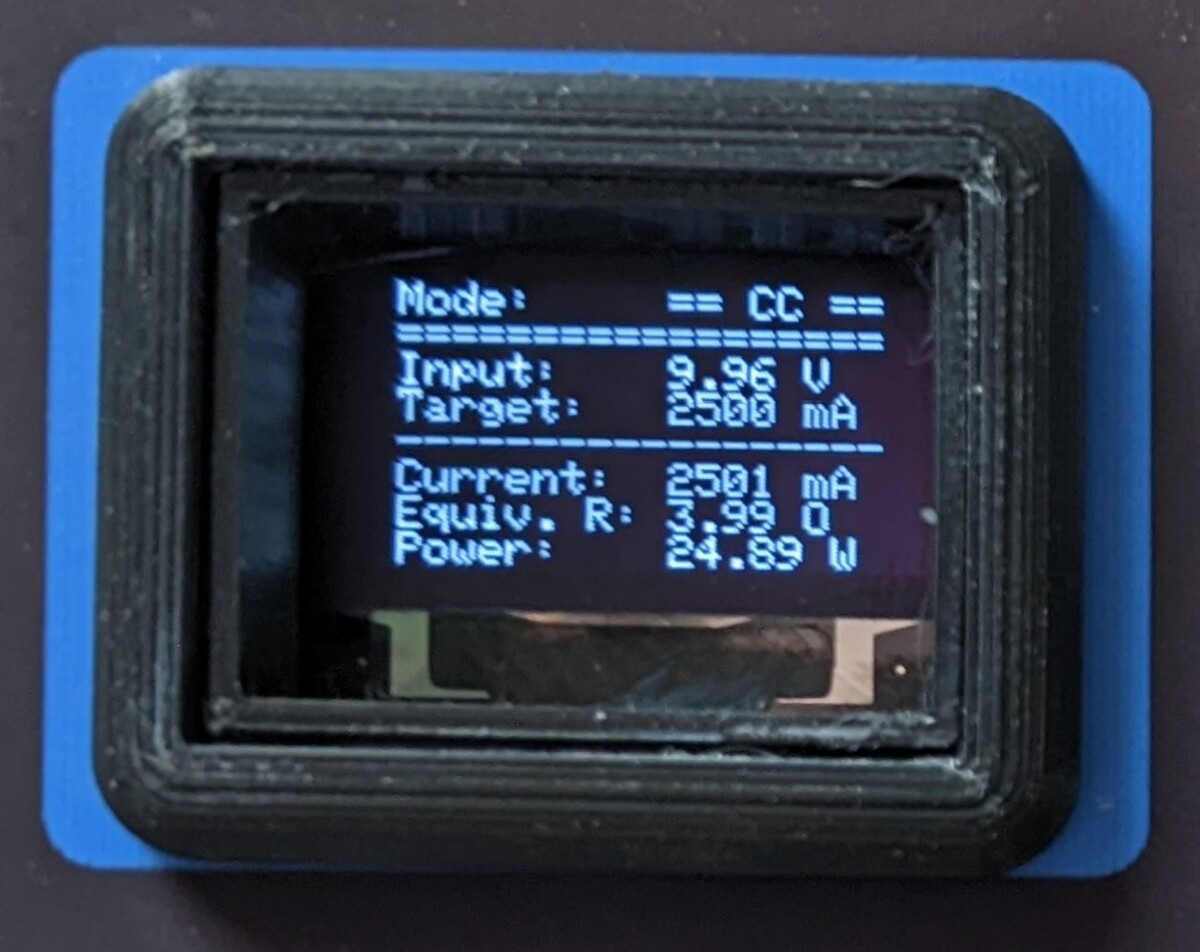 Mode: == CC ==
==================
Input: 9.96 V
Target: 2500 mA
------------------
Current: 2501 mA
Equiv. R: 3.99 Ω
Power: 24.89 W